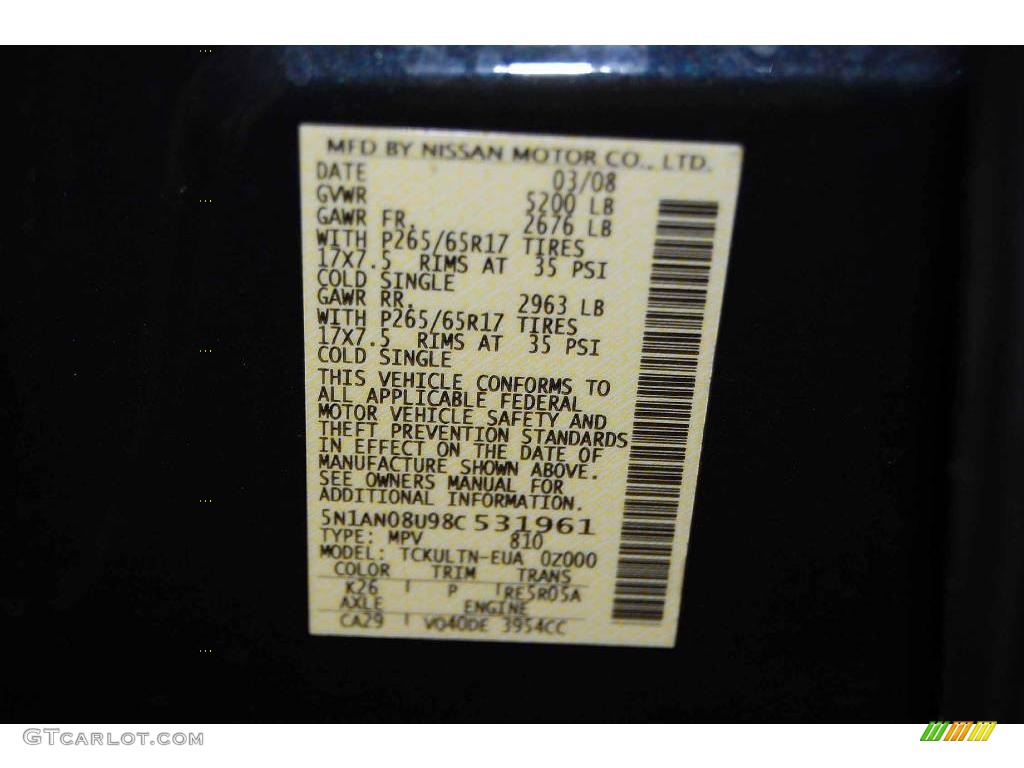 MFD BY NISSAN MOTOR CO., LTD.
DATE 03/08
GVWR 5200 LB
GAWR FR. 2676 LB
WITH P265/65R17 TIRES
17X7.5 RIMS AT 35 PSI
COLD SINGLE
GAWR RR. 2963 LB
WITH P265/65R17 TIRES
17X7.5 RIMS AT 35 PSI
COLD SINGLE
THIS VEHICLE CONFORMS TO
ALL APPLICABLE FEDERAL
MOTOR VEHICLE SAFETY AND
THEFT PREVENTION STANDARDS
IN EFFECT ON THE DATE OF
MANUFACTURE SHOWN ABOVE.
SEE OWNERS MANUAL FOR
ADDITIONAL INFORMATION.
5N1AN08U98C 531961
TYPE: MPV 810
MODEL: TCKULTN-EUA 0Z000
COLOR TRIM TRANS
K26 P RE5R05A
AXLE ENGINE
CA29 VQ40DE 3954CC
GTCARLOT.COM